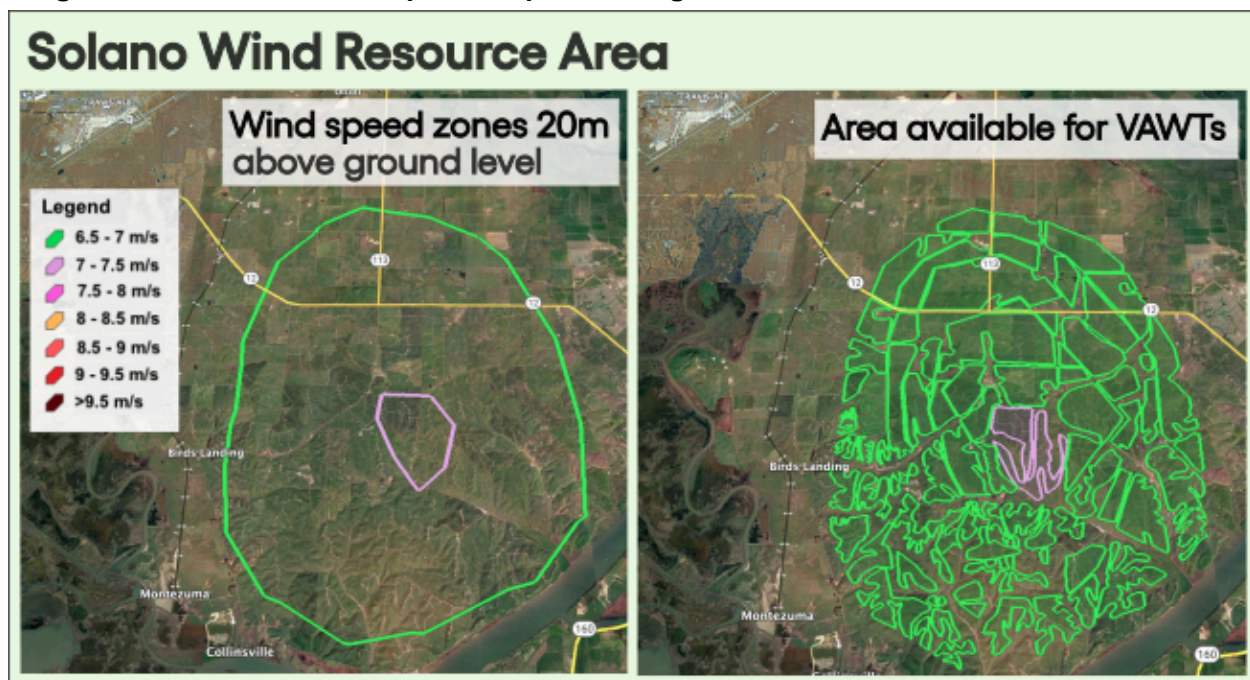 Solano Wind Resource Area
Wind speed zones 20m
above ground level
Legend
6.5 - 7 m/s
7 - 7.5 m/s
7.5 - 8 m/s
8 - 8.5 m/s
8.5 - 9 m/s
9 - 9.5 m/s
>9.5 m/s
113
12
12
Birds Landing
Montezuma
Collinsville
160
Area available for VAWTs
113
12
12
Birds Landing
Montezuma
160